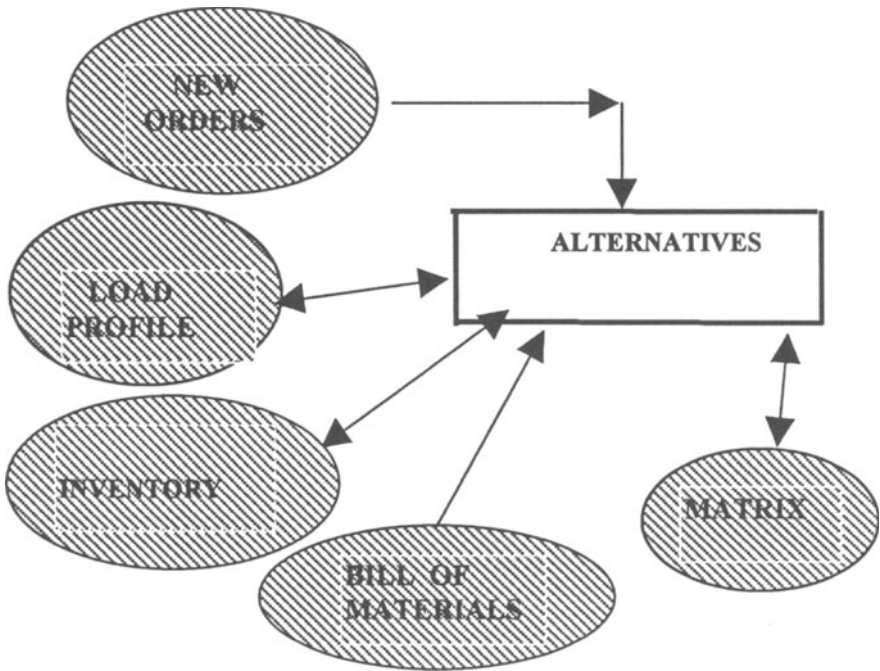 NEW
ORDERS
ALTERNATIVES
LOAD
PROFILE
INVENTORY
MATRIX
BILL OF
MATERIALS